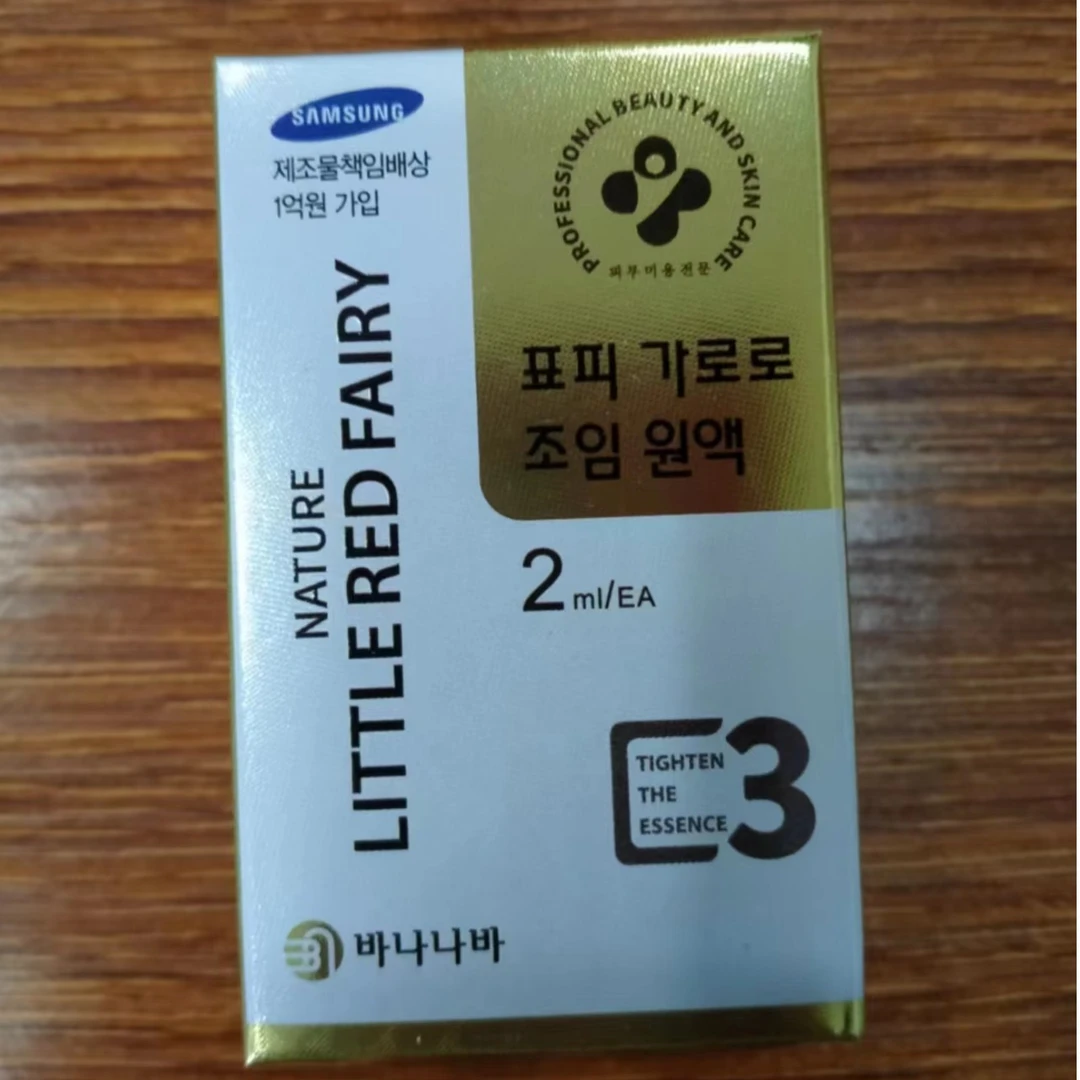 SAMSUNG
제조물책임배상
1억원 가입
PROFESSIONAL BEAUTY AND SKIN CARE
피부미용전문
표피 가로로
조임 원액
NATURE
LITTLE RED FAIRY
2 ml/EA
TIGHTEN
THE
ESSENCE
3
바나나바